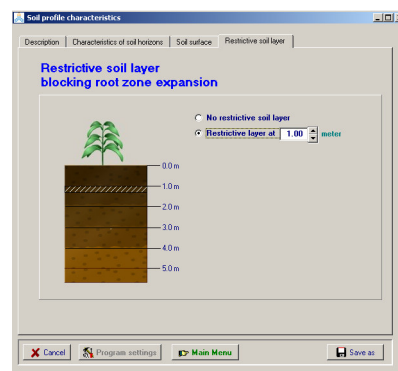 Soil profile characteristics
Description Characteristics of soil horizons Soil surface Restrictive soil layer
Restrictive soil layer
blocking root zone expansion
No restrictive soil layer
Restrictive layer at 1.00 meter
0.0 m
1.0 m
2.0 m
3.0 m
4.0 m
5.0 m
Cancel Program settings Main Menu Save as